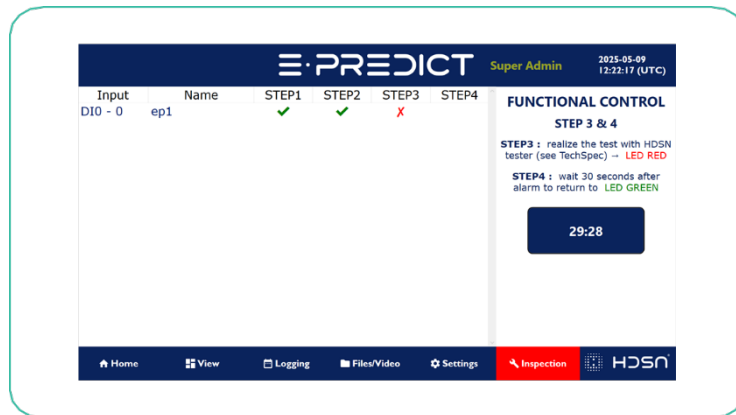 E·PREDICT
Super Admin
2025-05-09
12:22:17 (UTC)
Input Name STEP1 STEP2 STEP3 STEP4
DI0 - 0 ep1 ✔ ✔ ✗
FUNCTIONAL CONTROL
STEP 3 & 4
STEP3 : realize the test with HDSN
tester (see TechSpec) → LED RED
STEP4 : wait 30 seconds after
alarm to return to LED GREEN
29:28
Home View Logging Files/Video Settings Inspection HDSN